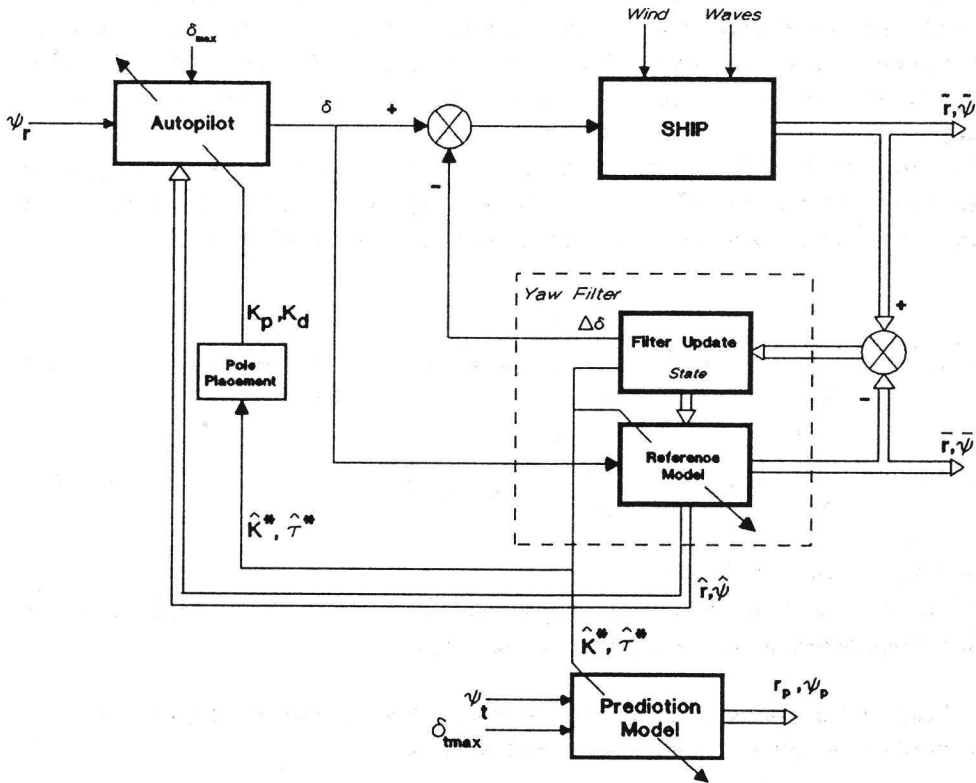 Wind Waves
δmax
ψr
Autopilot
δ
+
-
SHIP
r̃, ψ̃
Yaw Filter
Δδ
Filter Update
State
+
-
Kp, Kd
Pole
Placement
Reference
Model
r̄, ψ̄
K̂*, τ̂*
r̂, ψ̂
K̂*, τ̂*
ψt
δtmax
Prediction
Model
rp, ψp